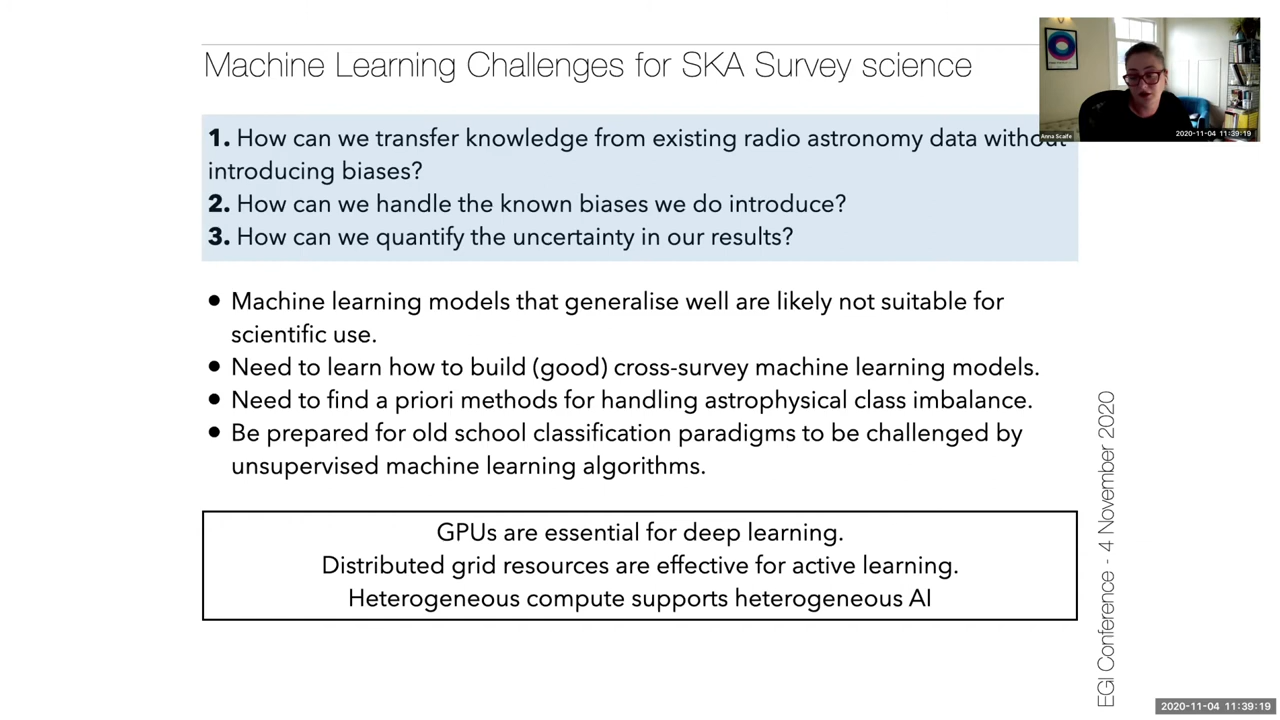 Machine Learning Challenges for SKA Survey science
1. How can we transfer knowledge from existing radio astronomy data without
introducing biases?
2. How can we handle the known biases we do introduce?
3. How can we quantify the uncertainty in our results?
● Machine learning models that generalise well are likely not suitable for
scientific use.
● Need to learn how to build (good) cross-survey machine learning models.
● Need to find a priori methods for handling astrophysical class imbalance.
● Be prepared for old school classification paradigms to be challenged by
unsupervised machine learning algorithms.
GPUs are essential for deep learning.
Distributed grid resources are effective for active learning.
Heterogeneous compute supports heterogeneous AI
EGI Conference - 4 November 2020
Anna Scaife
2020-11-04 11:39:19
2020-11-04 11:39:19